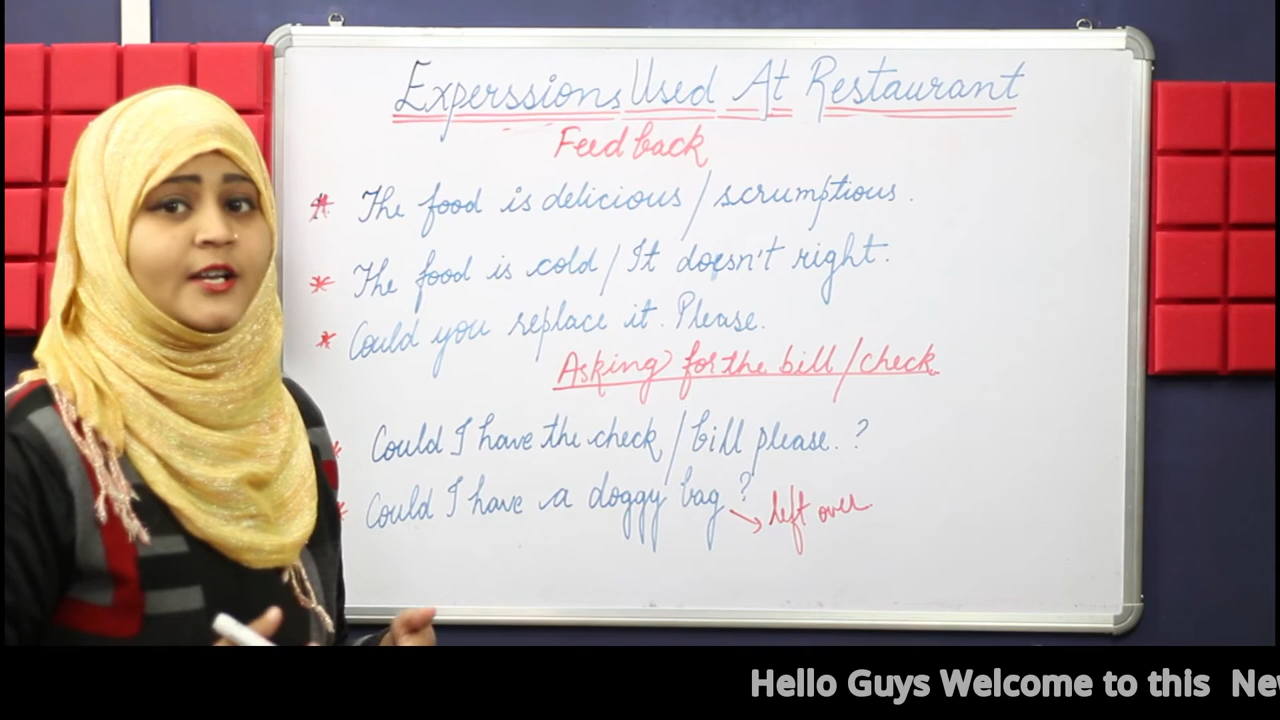 Experssions Used At Restaurant
Feedback
* The food is delicious / scrumptious.
* The food is cold / It doesn't right.
* Could you replace it. Please.
Asking for the bill / check
* Could I have the check / bill please. ?
* Could I have a doggy bag ? → left over
Hello Guys Welcome to this